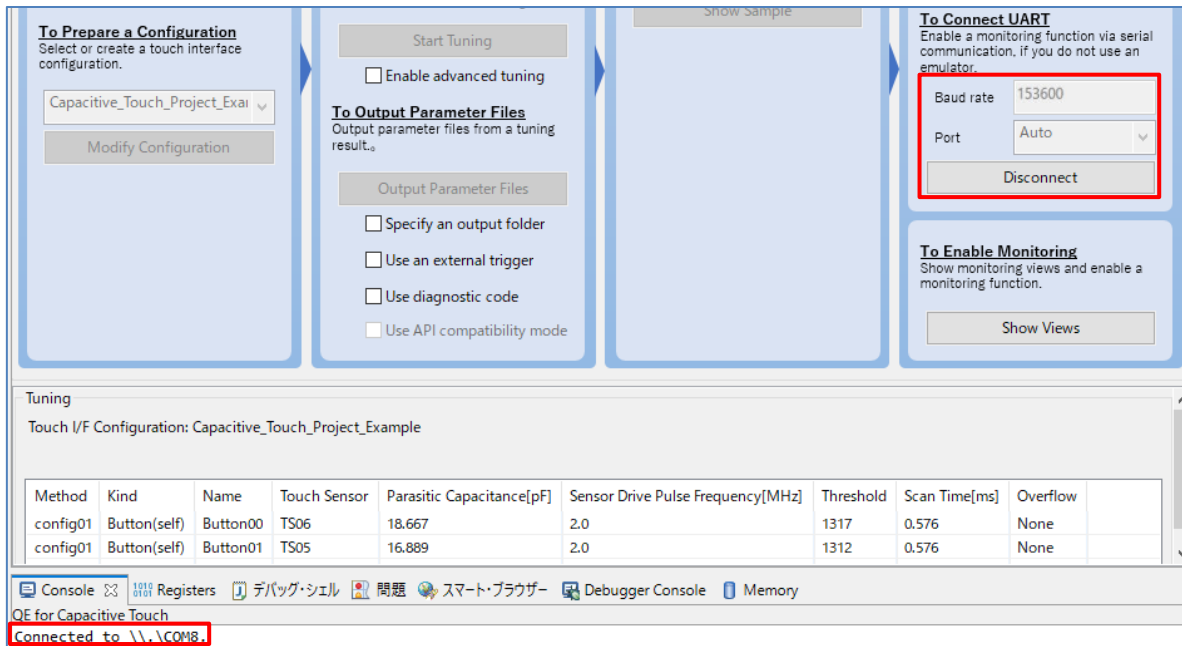 To Prepare a Configuration
Select or create a touch interface
configuration.
Capacitive_Touch_Project_Exai
Modify Configuration
Start Tuning
Enable advanced tuning
To Output Parameter Files
Output parameter files from a tuning
result.。
Output Parameter Files
Specify an output folder
Use an external trigger
Use diagnostic code
Use API compatibility mode
Show Sample
To Connect UART
Enable a monitoring function via serial
communication, if you do not use an
emulator.
Baud rate 153600
Port Auto
Disconnect
To Enable Monitoring
Show monitoring views and enable a
monitoring function.
Show Views
Tuning
Touch I/F Configuration: Capacitive_Touch_Project_Example
Method Kind Name Touch Sensor Parasitic Capacitance[pF] Sensor Drive Pulse Frequency[MHz] Threshold Scan Time[ms] Overflow
config01 Button(self) Button00 TS06 18.667 2.0 1317 0.576 None
config01 Button(self) Button01 TS05 16.889 2.0 1312 0.576 None
Console Registers デバッグ・シェル 問題 スマート・ブラウザー Debugger Console Memory
QE for Capacitive Touch
Connected to \\.\COM8.